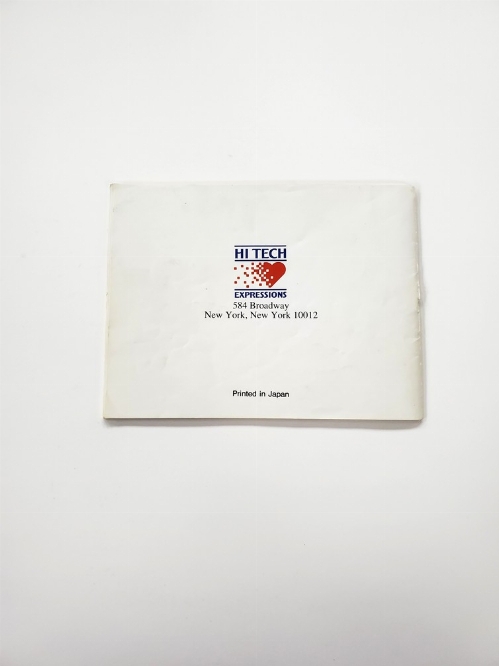 HI TECH
EXPRESSIONS
584 Broadway
New York, New York 10012
Printed in Japan